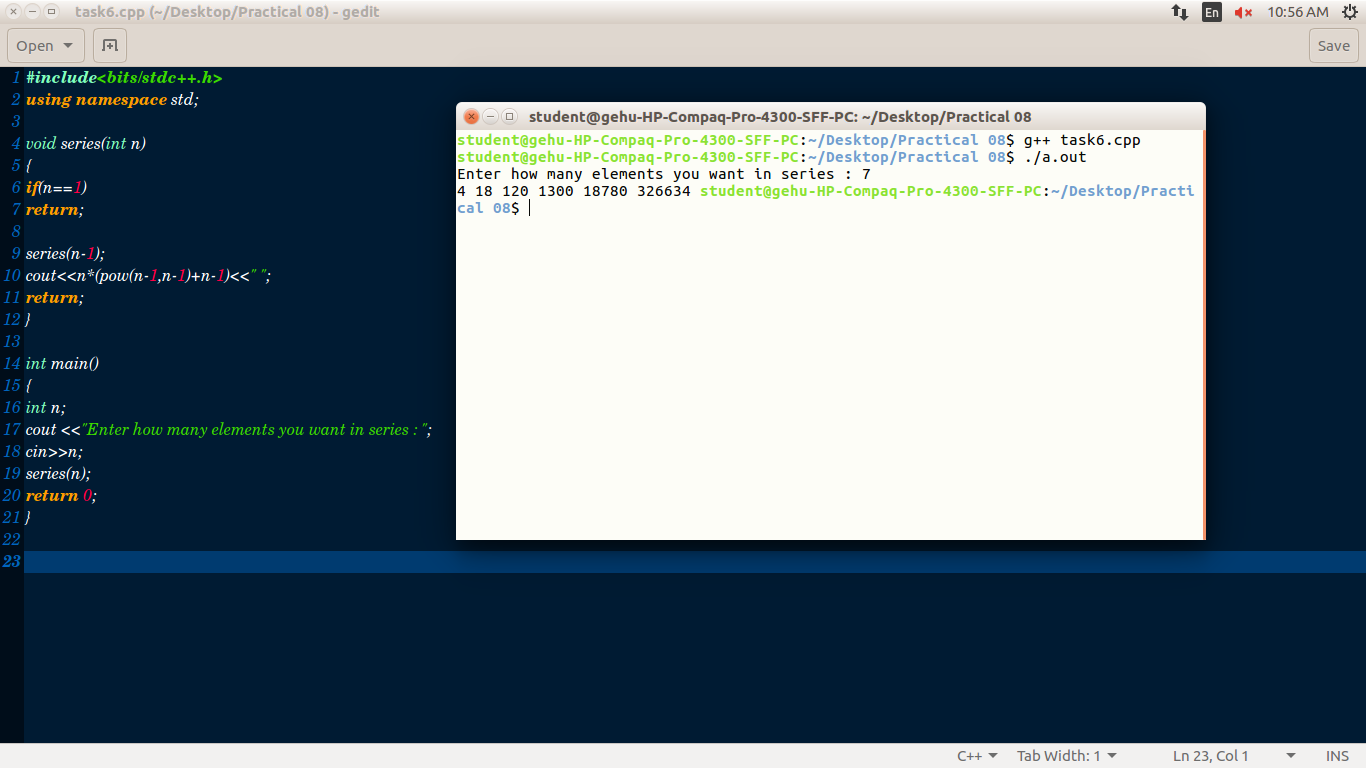 task6.cpp (~/Desktop/Practical 08) - gedit
En
10:56 AM
Open
Save
1 #include<bits/stdc++.h>
2 using namespace std;
3
4 void series(int n)
5 {
6 if(n==1)
7 return;
8
9 series(n-1);
10 cout<<n*(pow(n-1,n-1)+n-1)<<" ";
11 return;
12 }
13
14 int main()
15 {
16 int n;
17 cout <<"Enter how many elements you want in series : ";
18 cin>>n;
19 series(n);
20 return 0;
21 }
22
23
student@gehu-HP-Compaq-Pro-4300-SFF-PC: ~/Desktop/Practical 08
student@gehu-HP-Compaq-Pro-4300-SFF-PC:~/Desktop/Practical 08$ g++ task6.cpp
student@gehu-HP-Compaq-Pro-4300-SFF-PC:~/Desktop/Practical 08$ ./a.out
Enter how many elements you want in series : 7
4 18 120 1300 18780 326634 student@gehu-HP-Compaq-Pro-4300-SFF-PC:~/Desktop/Practi
cal 08$
C++
Tab Width: 1
Ln 23, Col 1
INS